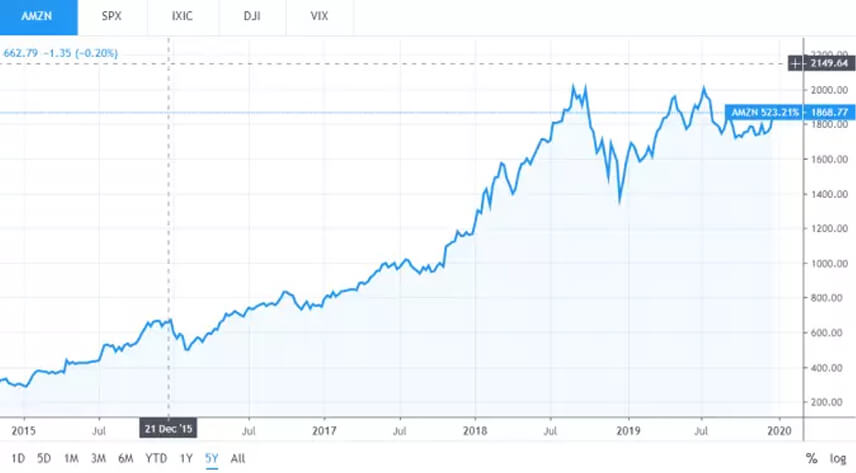 AMZN SPX IXIC DJI VIX
662.79 −1.35 (−0.20%)
2200.00
2149.64
2000.00
AMZN 523.21% 1868.77
1800.00
1600.00
1400.00
1200.00
1000.00
800.00
600.00
400.00
200.00
2015 Jul 21 Dec '15 Jul 2017 Jul 2018 Jul 2019 Jul 2020
1D 5D 1M 3M 6M YTD 1Y 5Y All % log